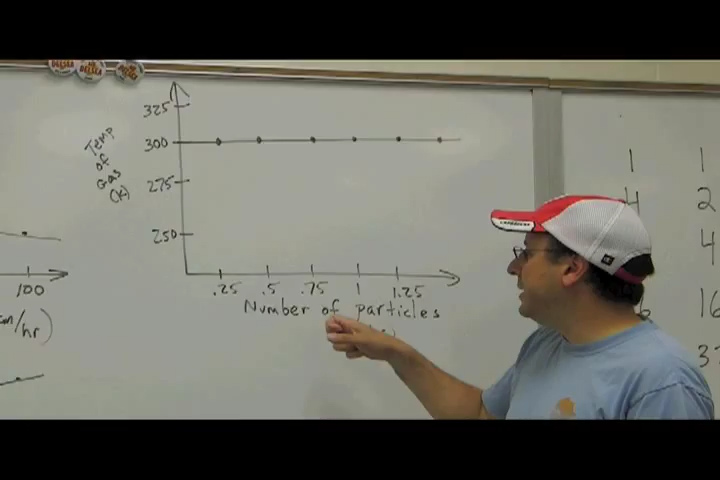 325
Temp
of
Gas
(K)
300
275
250
.25 .5 .75 1 1.25
Number of particles
100
hr)
1 1
4 2
4
16
3